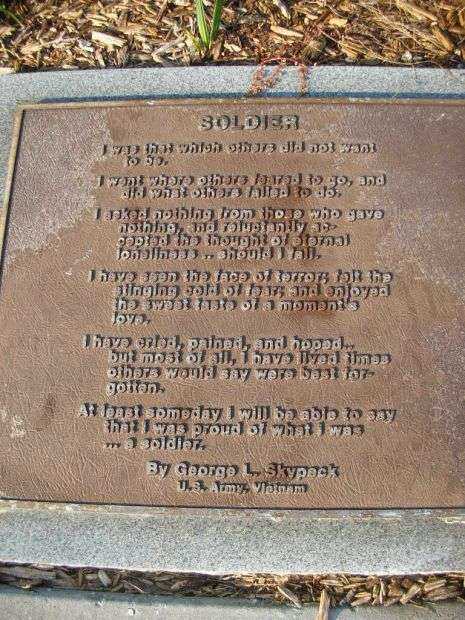 SOLDIER
I was that which others did not want
to be.
I went where others feared to go, and
did what others failed to do.
I asked nothing from those who gave
nothing, and reluctantly ac-
cepted the thought of eternal
loneliness .. should I fail.
I have seen the face of terror; felt the
stinging cold of fear; and enjoyed
the sweet taste of a moment's
love.
I have cried, pained, and hoped...
but most of all, I have lived times
others would say were best for-
gotten.
At least someday I will be able to say
that I was proud of what I was
... a soldier.
By George L. Skypeck
U.S. Army, Vietnam